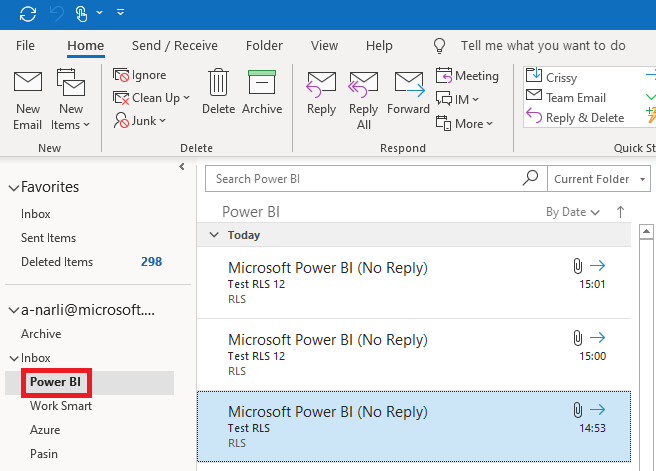 File Home Send / Receive Folder View Help Tell me what you want to do
New Email
New Items
New
Ignore
Clean Up
Junk
Delete
Archive
Delete
Reply
Reply All
Forward
Meeting
IM
More
Respond
Crissy
Team Email
Reply & Delete
Quick St
Favorites
Inbox
Sent Items
Deleted Items 298
a-narli@microsoft....
Archive
Inbox
Power BI
Work Smart
Azure
Pasin
Search Power BI Current Folder
Power BI By Date
Today
Microsoft Power BI (No Reply)
Test RLS 12 15:01
RLS
Microsoft Power BI (No Reply)
Test RLS 12 15:00
RLS
Microsoft Power BI (No Reply)
Test RLS 14:53
RLS